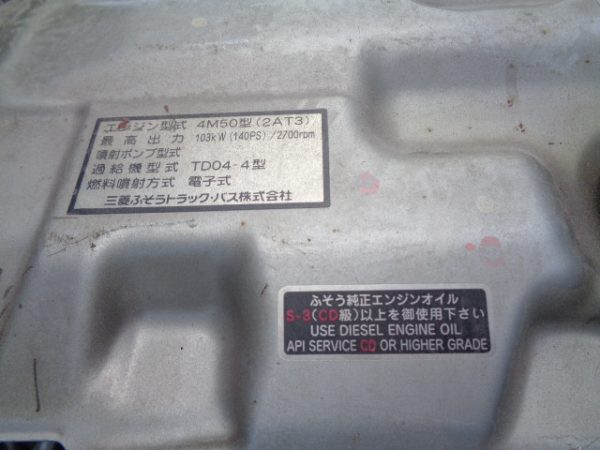 エンジン型式 4M50型(2AT3)
最高出力 103kW(140PS)/2700rpm
噴射ポンプ型式
過給機型式 TD04-4型
燃料噴射方式 電子式
三菱ふそうトラック・バス株式会社
ふそう純正エンジンオイル
S-3(CD級)以上を御使用下さい
USE DIESEL ENGINE OIL
API SERVICE CD OR HIGHER GRADE